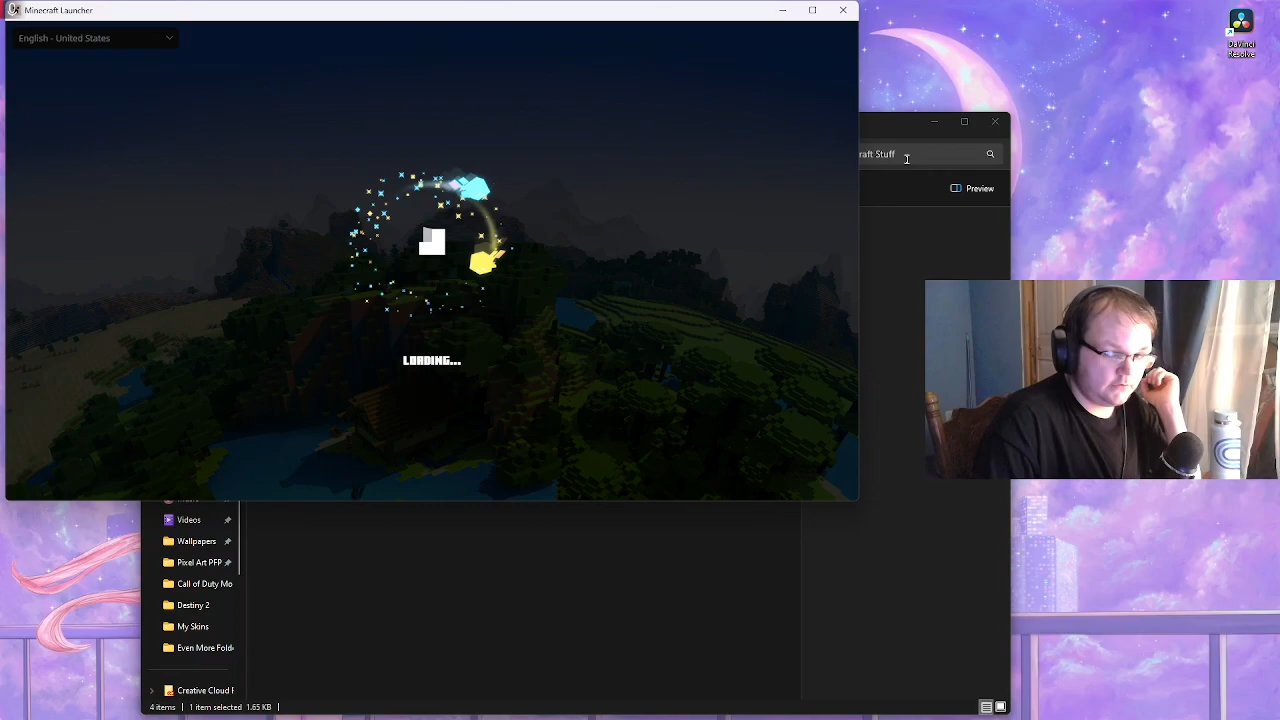 Minecraft Launcher
English - United States
DaVinci
Resolve
raft Stuff
Preview
LOADING...
Videos
Wallpapers
Pixel Art PFP
Call of Duty Mo
Destiny 2
My Skins
Even More Fold
Creative Cloud F
4 items
1 item selected 1.65 KB